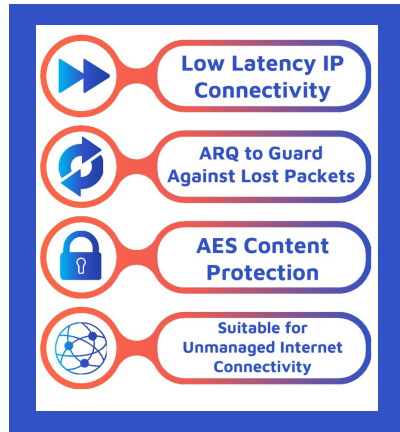 Low Latency IP
Connectivity
ARQ to Guard
Against Lost Packets
AES Content
Protection
Suitable for
Unmanaged Internet
Connectivity